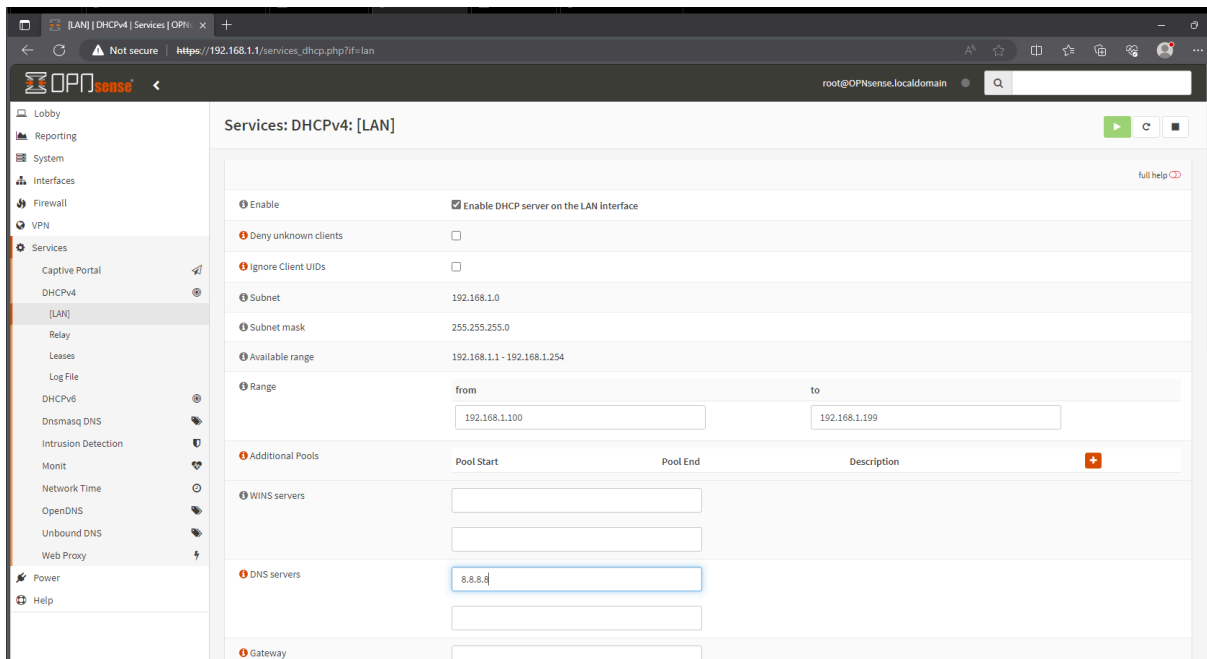 [LAN] | DHCPv4 | Services | OPN
Not secure https://192.168.1.1/services_dhcp.php?if=lan
OPNsense
root@OPNsense.localdomain
Lobby
Reporting
System
Interfaces
Firewall
VPN
Services
Captive Portal
DHCPv4
[LAN]
Relay
Leases
Log File
DHCPv6
Dnsmasq DNS
Intrusion Detection
Monit
Network Time
OpenDNS
Unbound DNS
Web Proxy
Power
Help
Services: DHCPv4: [LAN]
full help
Enable Enable DHCP server on the LAN interface
Deny unknown clients
Ignore Client UIDs
Subnet 192.168.1.0
Subnet mask 255.255.255.0
Available range 192.168.1.1 - 192.168.1.254
Range from to
192.168.1.100 192.168.1.199
Additional Pools Pool Start Pool End Description
WINS servers
DNS servers 8.8.8.8
Gateway